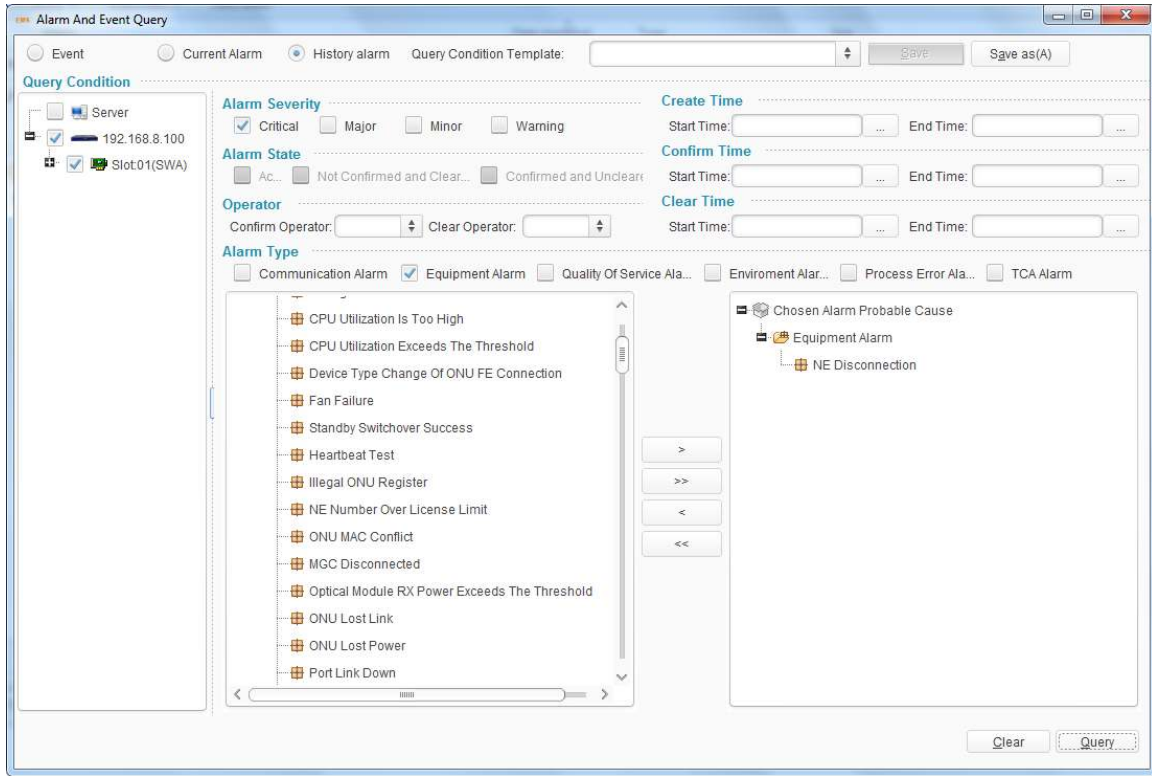 Alarm And Event Query
Event Current Alarm History alarm Query Condition Template: Save Save as(A)
Query Condition
Server
192.168.8.100
Slot:01(SWA)
Alarm Severity
Critical Major Minor Warning
Alarm State
Ac... Not Confirmed and Clear... Confirmed and Uncleare
Operator
Confirm Operator: Clear Operator:
Create Time
Start Time: ... End Time: ...
Confirm Time
Start Time: ... End Time: ...
Clear Time
Start Time: ... End Time: ...
Alarm Type
Communication Alarm Equipment Alarm Quality Of Service Ala... Enviroment Alar... Process Error Ala... TCA Alarm
CPU Utilization Is Too High
CPU Utilization Exceeds The Threshold
Device Type Change Of ONU FE Connection
Fan Failure
Standby Switchover Success
Heartbeat Test
Illegal ONU Register
NE Number Over License Limit
ONU MAC Conflict
MGC Disconnected
Optical Module RX Power Exceeds The Threshold
ONU Lost Link
ONU Lost Power
Port Link Down
>
>>
<
<<
Chosen Alarm Probable Cause
Equipment Alarm
NE Disconnection
Clear Query